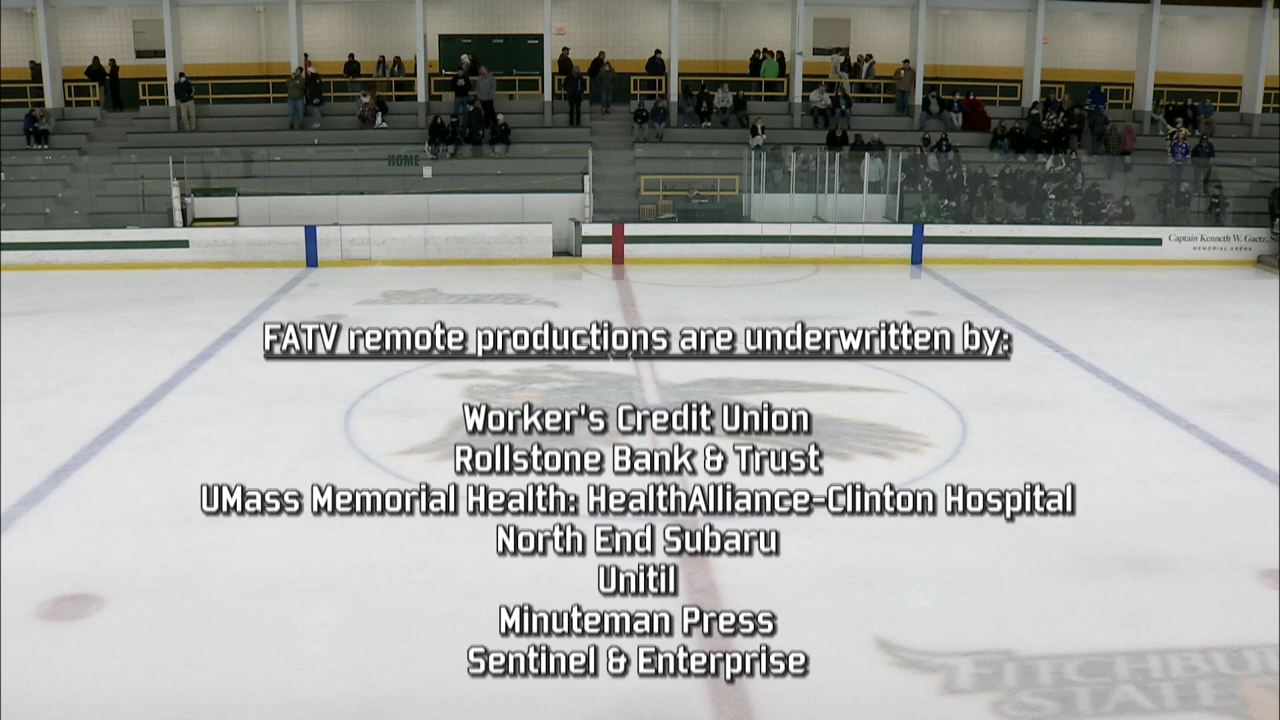 HOME
Captain Kenneth W. Gaetz
MEMORIAL ARENA
FATV remote productions are underwritten by:
Worker's Credit Union
Rollstone Bank & Trust
UMass Memorial Health: HealthAlliance-Clinton Hospital
North End Subaru
Unitil
Minuteman Press
Sentinel & Enterprise
FITCHBU
STATE